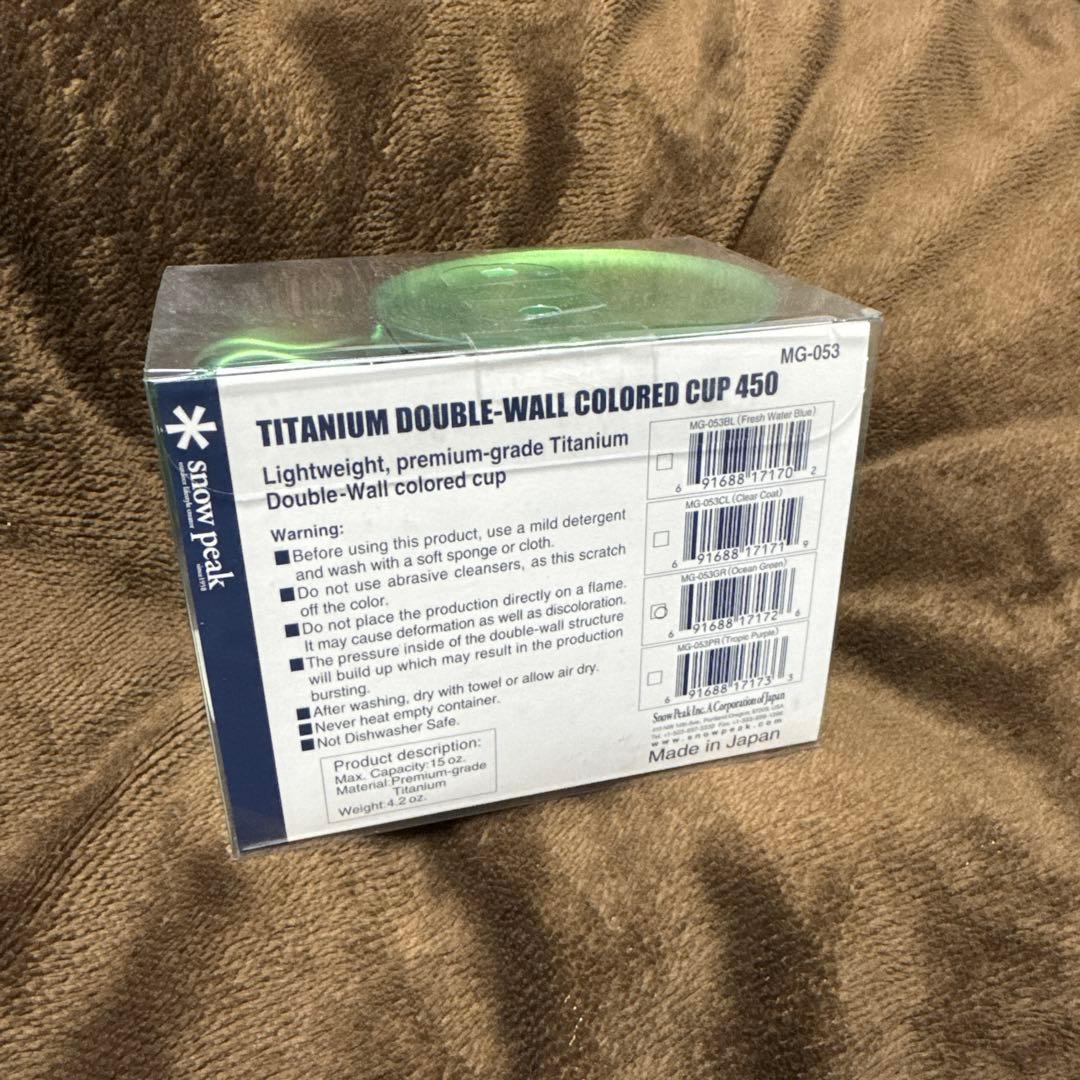 MG-053
TITANIUM DOUBLE-WALL COLORED CUP 450
Lightweight, premium-grade Titanium
Double-Wall colored cup
Warning:
■Before using this product, use a mild detergent
and wash with a soft sponge or cloth.
■Do not use abrasive cleansers, as this scratch
off the color.
■Do not place the production directly on a flame.
It may cause deformation as well as discoloration.
■The pressure inside of the double-wall structure
will build up which may result in the production
bursting.
■After washing, dry with towel or allow air dry.
■Never heat empty container.
■Not Dishwasher Safe.
Product description:
Max. Capacity:15 oz.
Material:Premium-grade
Titanium
Weight:4.2 oz.
MG-053BL (Fresh Water Blue)
6 91688 17170 2
MG-053CL (Clear Coat)
6 91688 17171 9
MG-053GR (Ocean Green)
6 91688 17172 6
MG-053PR (Tropic Purple)
6 91688 17173 3
Snow Peak Inc. A Corporation of Japan
www.snowpeak.com
Made in Japan
snow peak
outdoor lifestyle creator
since 1958